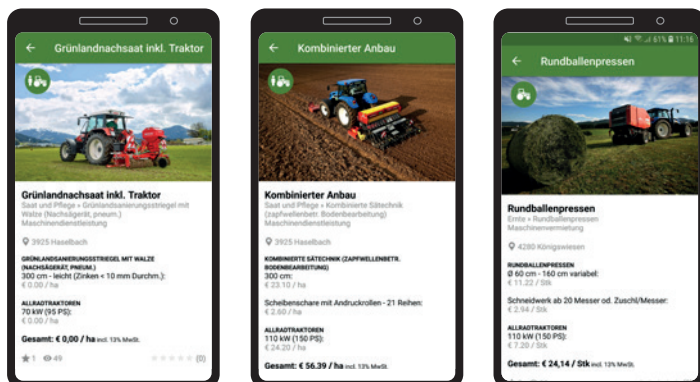 Grünlandnachsaat inkl. Traktor
Grünlandnachsaat inkl. Traktor
Saat und Pflege » Grünlandsanierungsstriegel mit
Walze (Nachsägerät, pneum.)
Maschinendienstleistung
3925 Haselbach
GRÜNLANDSANIERUNGSSTRIEGEL MIT WALZE
(NACHSÄGERÄT, PNEUM.)
300 cm - leicht (Zinken < 10 mm Durchm.):
€ 0.00 / ha
ALLRADTRAKTOREN
70 kW (95 PS):
€ 0.00 / ha
Gesamt: € 0,00 / ha incl. 13% MwSt.
1 49 (0)
Kombinierter Anbau
Kombinierter Anbau
Saat und Pflege » Kombinierte Sätechnik
(zapfwellenbetr. Bodenbearbeitung)
Maschinendienstleistung
3925 Haselbach
KOMBINIERTE SÄTECHNIK (ZAPFWELLENBETR.
BODENBEARBEITUNG)
300 cm:
€ 23.10 / ha
Scheibenschare mit Andruckrollen - 21 Reihen:
€ 2.60 / ha
ALLRADTRAKTOREN
110 kW (150 PS):
€ 24.20 / ha
Gesamt: € 56,39 / ha incl. 13% MwSt.
61% 11:16
Rundballenpressen
Rundballenpressen
Ernte » Rundballenpressen
Maschinenvermietung
4280 Königswiesen
RUNDBALLENPRESSEN
Ø 60 cm - 160 cm variabel:
€ 11.22 / Stk
Schneidwerk ab 20 Messer od. Zuschl/Messer:
€ 2.94 / Stk
ALLRADTRAKTOREN
110 kW (150 PS):
€ 7.20 / Stk
Gesamt: € 24,14 / Stk incl. 13% MwSt.